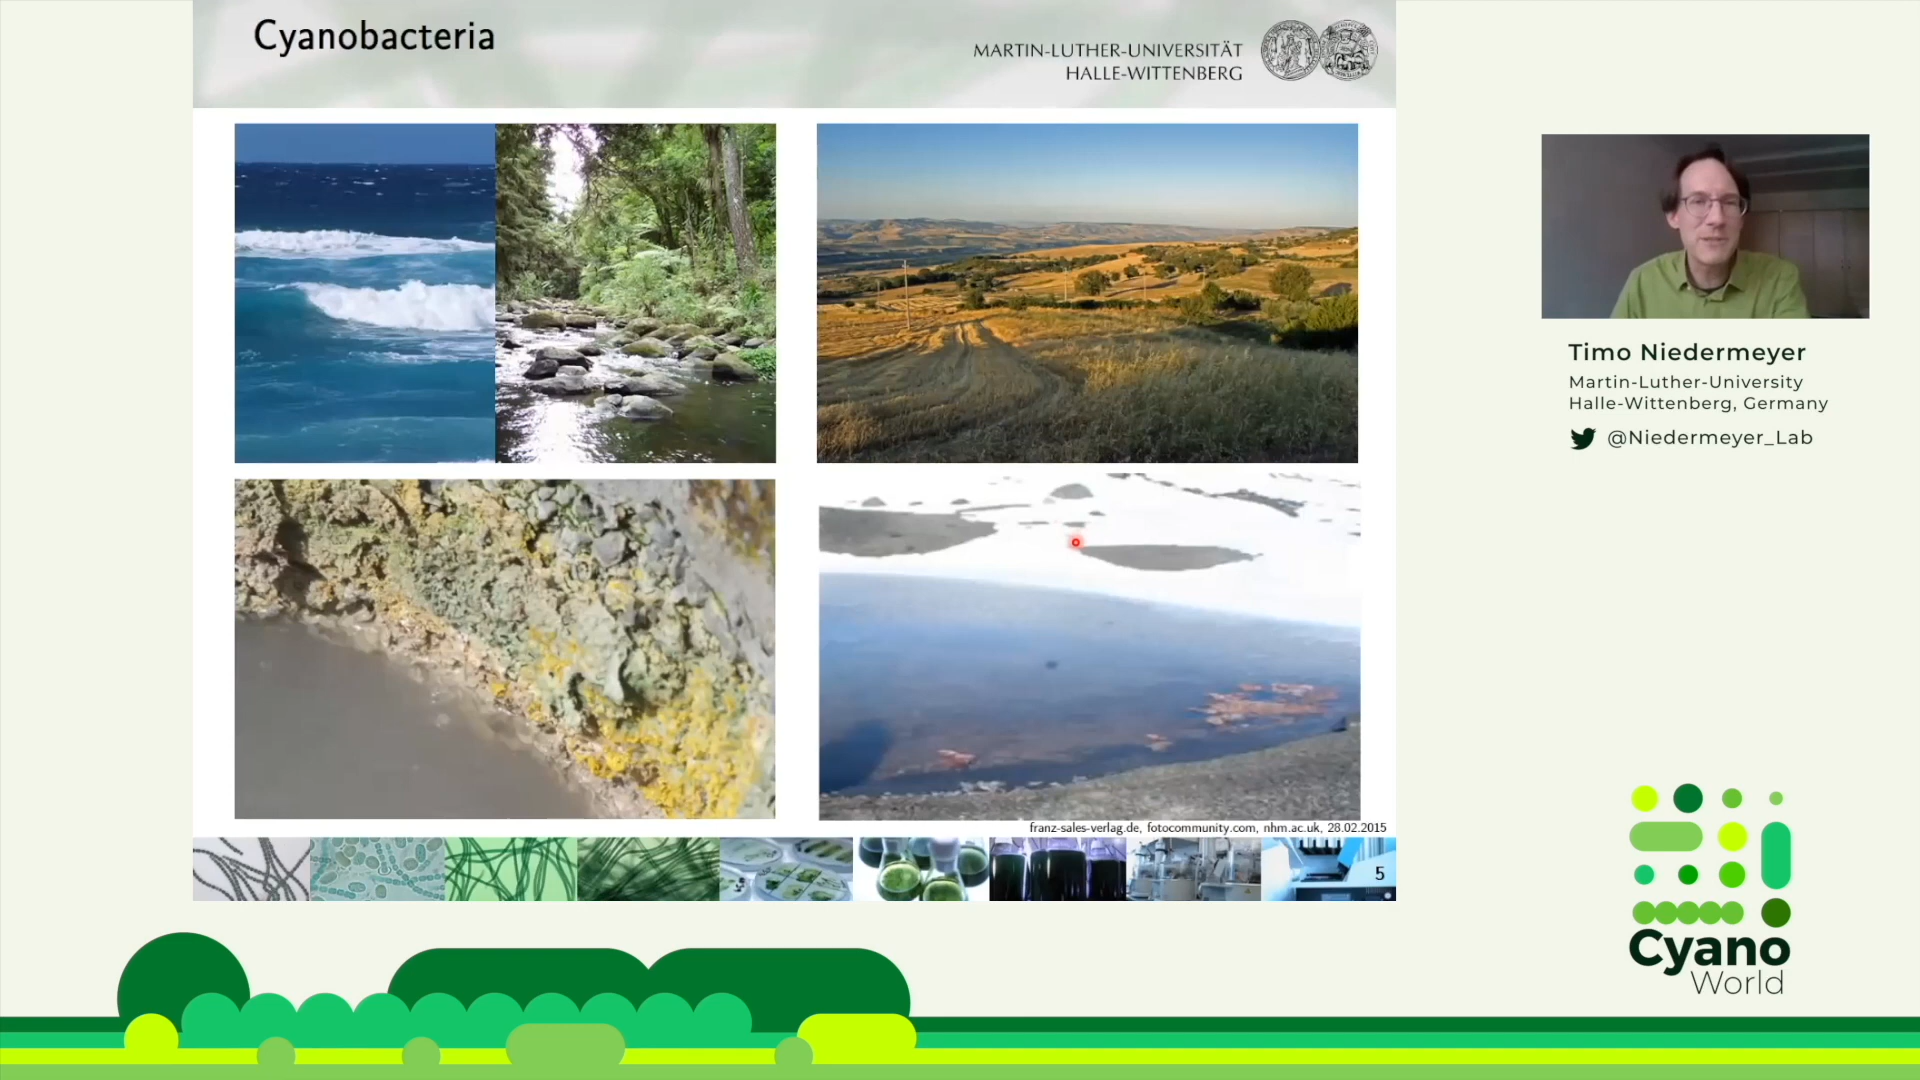 Cyanobacteria
MARTIN-LUTHER-UNIVERSITÄT
HALLE-WITTENBERG
franz-sales-verlag.de, fotocommunity.com, nhm.ac.uk, 28.02.2015
5
Timo Niedermeyer
Martin-Luther-University
Halle-Wittenberg, Germany
@Niedermeyer_Lab
Cyano
World